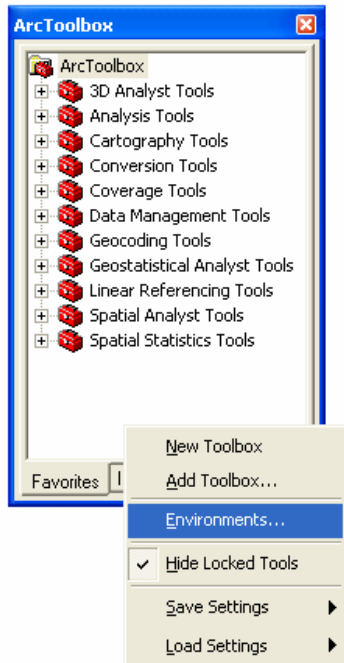 ArcToolbox
ArcToolbox
3D Analyst Tools
Analysis Tools
Cartography Tools
Conversion Tools
Coverage Tools
Data Management Tools
Geocoding Tools
Geostatistical Analyst Tools
Linear Referencing Tools
Spatial Analyst Tools
Spatial Statistics Tools
Favorites
New Toolbox
Add Toolbox...
Environments...
Hide Locked Tools
Save Settings
Load Settings